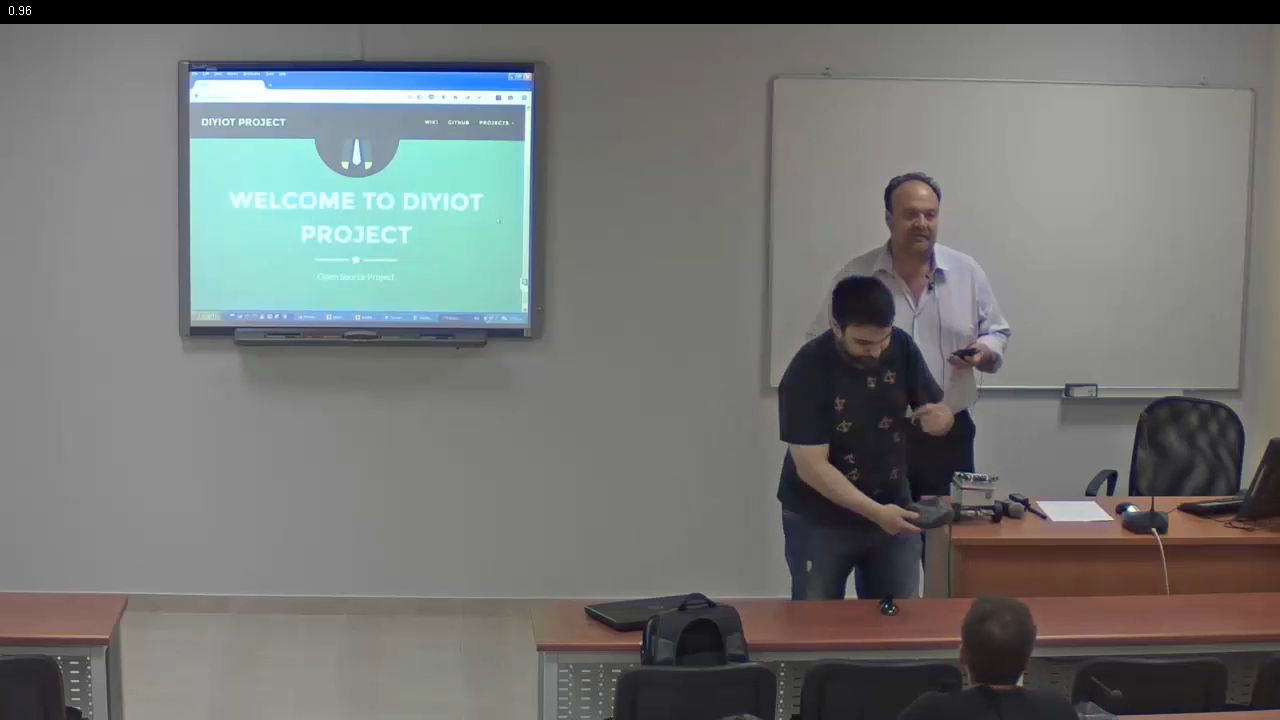 0.96
DIYIOT PROJECT
WIKI GITHUB PROJECTS
WELCOME TO DIYIOT
PROJECT
Open Source Project